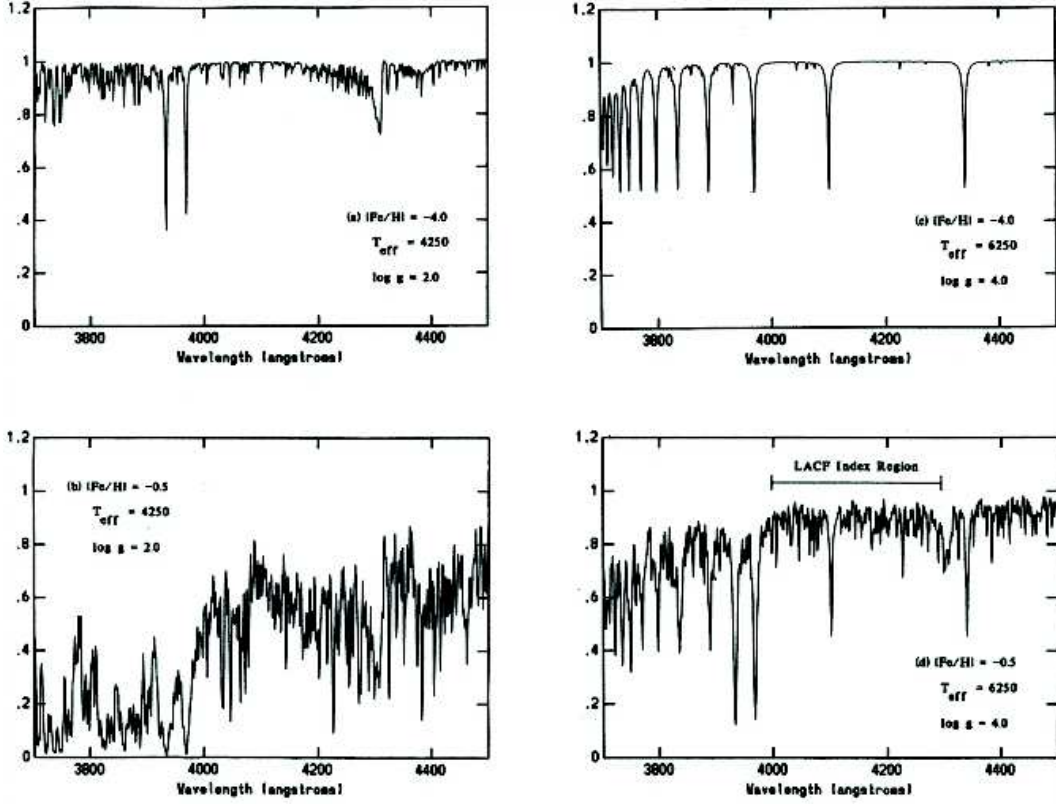 1.2
1
.8
.6
.4
.2
0
(a) [Fe/H] = -4.0
T eff = 4250
log g = 2.0
3800 4000 4200 4400
Wavelength (angstroms)
1.2
1
.8
.6
.4
.2
0
(c) [Fe/H] = -4.0
T eff = 6250
log g = 4.0
3800 4000 4200 4400
Wavelength (angstroms)
1.2
1
.8
.6
.4
.2
0
(b) [Fe/H] = -0.5
T eff = 4250
log g = 2.0
3800 4000 4200 4400
Wavelength (angstroms)
1.2
1
.8
.6
.4
.2
0
LACF Index Region
(d) [Fe/H] = -0.5
T eff = 6250
log g = 4.0
3800 4000 4200 4400
Wavelength (angstroms)